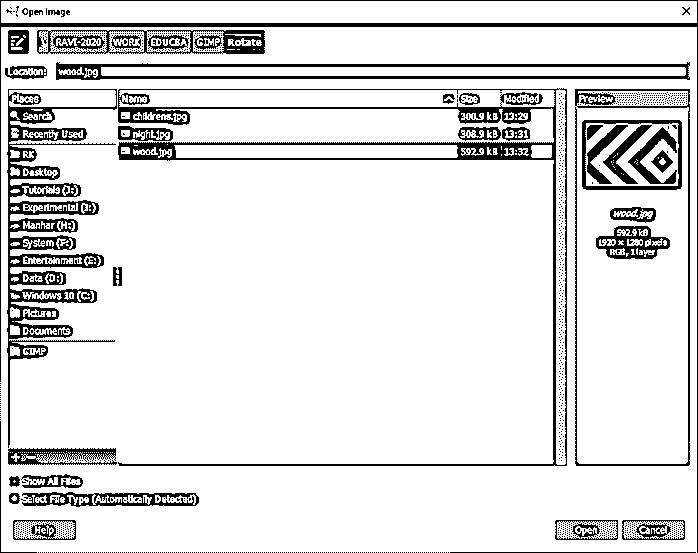 Open Image
RAVI-2020 WORK EDUCBA GIMP Rotate
Location: wood.jpg
Places Name Size Modified Preview
Search childrens.jpg 300.9 kB 13:29
Recently Used night.jpg 308.9 kB 13:31
RK wood.jpg 592.9 kB 13:32
Desktop
Tutorials (J:)
Experimental (I:)
Manhar (H:)
System (F:)
Entertainment (E:)
Data (D:)
Windows 10 (C:)
Pictures
Documents
GIMP
wood.jpg
592.9 kB
1920 × 1280 pixels
RGB, 1 layer
Show All Files
Select File Type (Automatically Detected)
Help Open Cancel